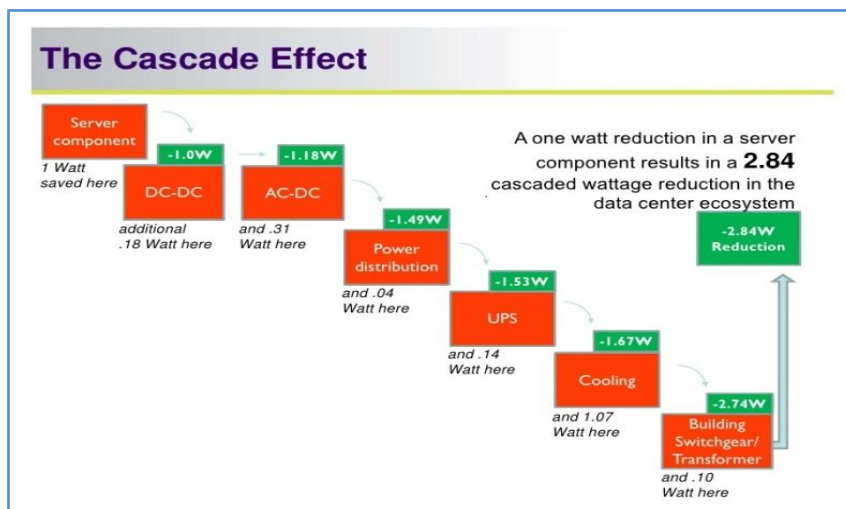 The Cascade Effect
Server
component
1 Watt
saved here
-1.0W
DC-DC
additional
.18 Watt here
-1.18W
AC-DC
and .31
Watt here
-1.49W
Power
distribution
and .04
Watt here
-1.53W
UPS
and .14
Watt here
-1.67W
Cooling
and 1.07
Watt here
-2.74W
Building
Switchgear/
Transformer
and .10
Watt here
A one watt reduction in a server
component results in a 2.84
cascaded wattage reduction in the
data center ecosystem
-2.84W
Reduction